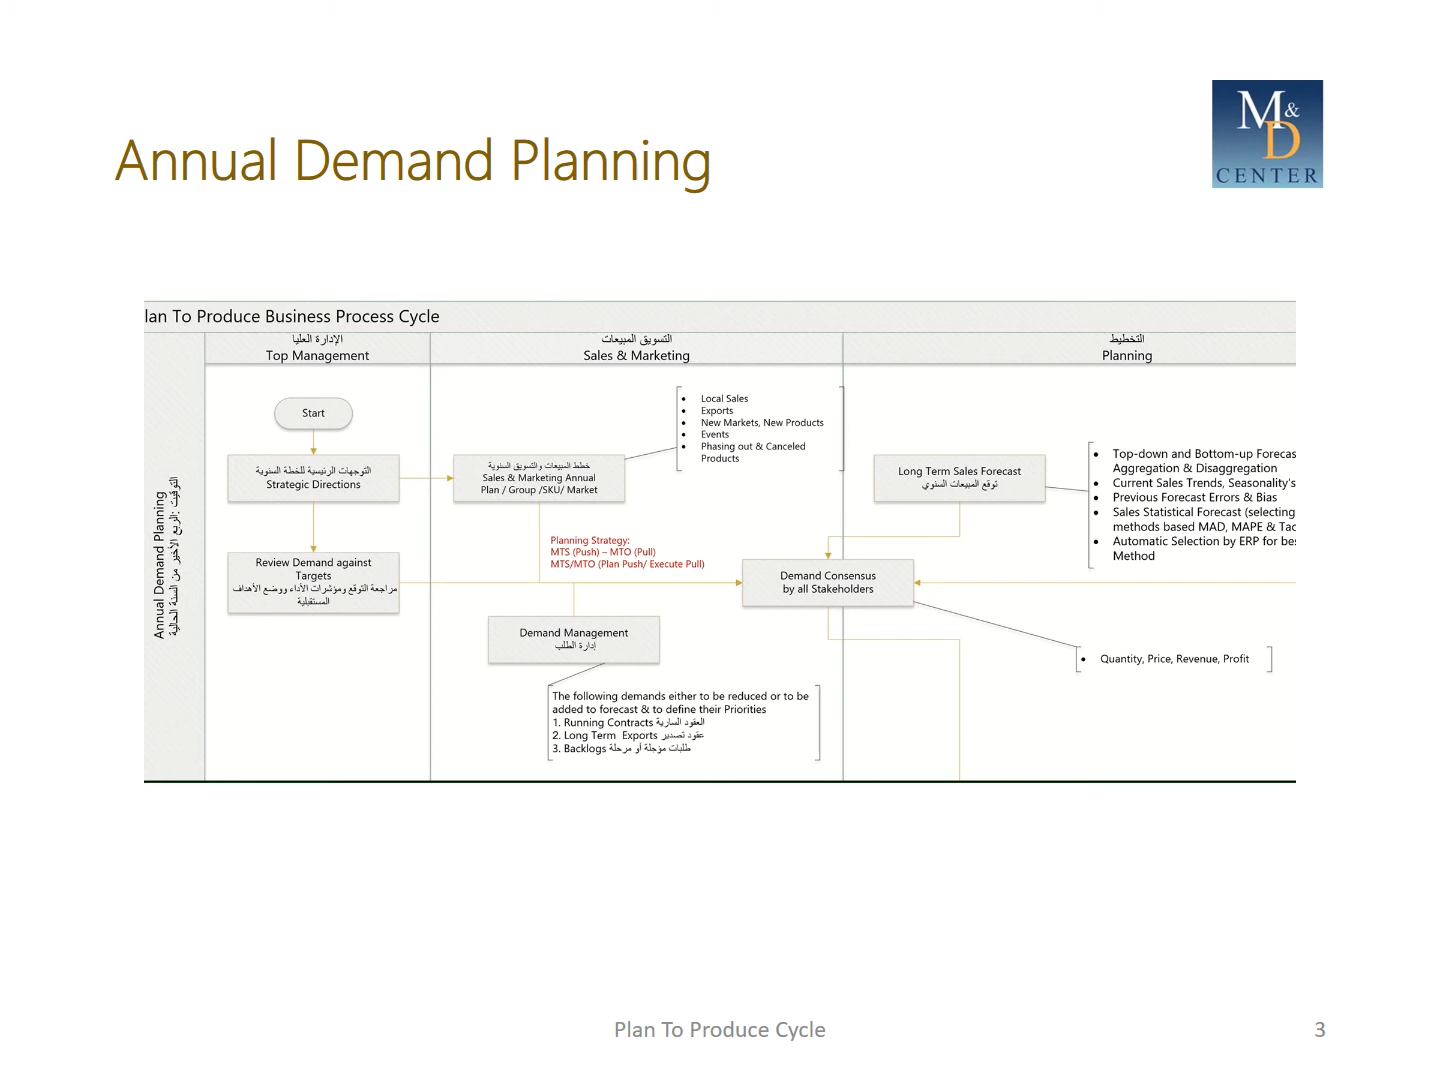 M&
D
CENTER
Annual Demand Planning
lan To Produce Business Process Cycle
الإدارة العليا
Top Management
التسويق المبيعات
Sales & Marketing
التخطيط
Planning
Annual Demand Planning
التوقيت :الربع الأخير من السنة الحالية
Start
التوجهات الرئيسية للخطة السنوية
Strategic Directions
Review Demand against
Targets
مراجعة التوقع ومؤشرات الأداء ووضع الأهداف
المستقبلية
خطط المبيعات والتسويق السنوية
Sales & Marketing Annual
Plan / Group /SKU/ Market
• Local Sales
• Exports
• New Markets, New Products
• Events
• Phasing out & Canceled
Products
Planning Strategy:
MTS (Push) – MTO (Pull)
MTS/MTO (Plan Push/ Execute Pull)
Demand Management
إدارة الطلب
The following demands either to be reduced or to be
added to forecast & to define their Priorities
1. Running Contracts العقود السارية
2. Long Term Exports عقود تصدير
3. Backlogs طلبات مؤجلة أو مرحلة
Long Term Sales Forecast
توقع المبيعات السنوي
• Top-down and Bottom-up Forecas
Aggregation & Disaggregation
• Current Sales Trends, Seasonality's
• Previous Forecast Errors & Bias
• Sales Statistical Forecast (selecting
methods based MAD, MAPE & Tac
• Automatic Selection by ERP for bes
Method
Demand Consensus
by all Stakeholders
• Quantity, Price, Revenue, Profit
Plan To Produce Cycle
3